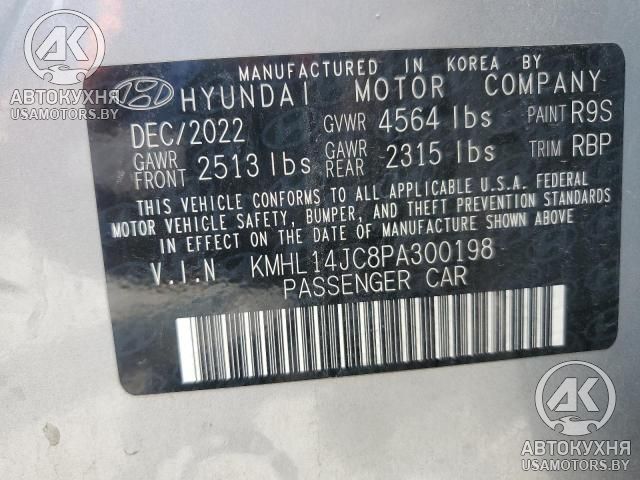 AK
АВТОКУХНЯ
USAMOTORS.BY
MANUFACTURED IN KOREA BY
HYUNDAI MOTOR COMPANY
DEC/2022 GVWR 4564 lbs PAINT R9S
GAWR FRONT 2513 lbs GAWR REAR 2315 lbs TRIM RBP
THIS VEHICLE CONFORMS TO ALL APPLICABLE U.S.A. FEDERAL
MOTOR VEHICLE SAFETY, BUMPER, AND THEFT PREVENTION STANDARDS
IN EFFECT ON THE DATE OF MANUFACTURE SHOWN ABOVE
V.I.N KMHL14JC8PA300198
PASSENGER CAR
AK
АВТОКУХНЯ
USAMOTORS.BY